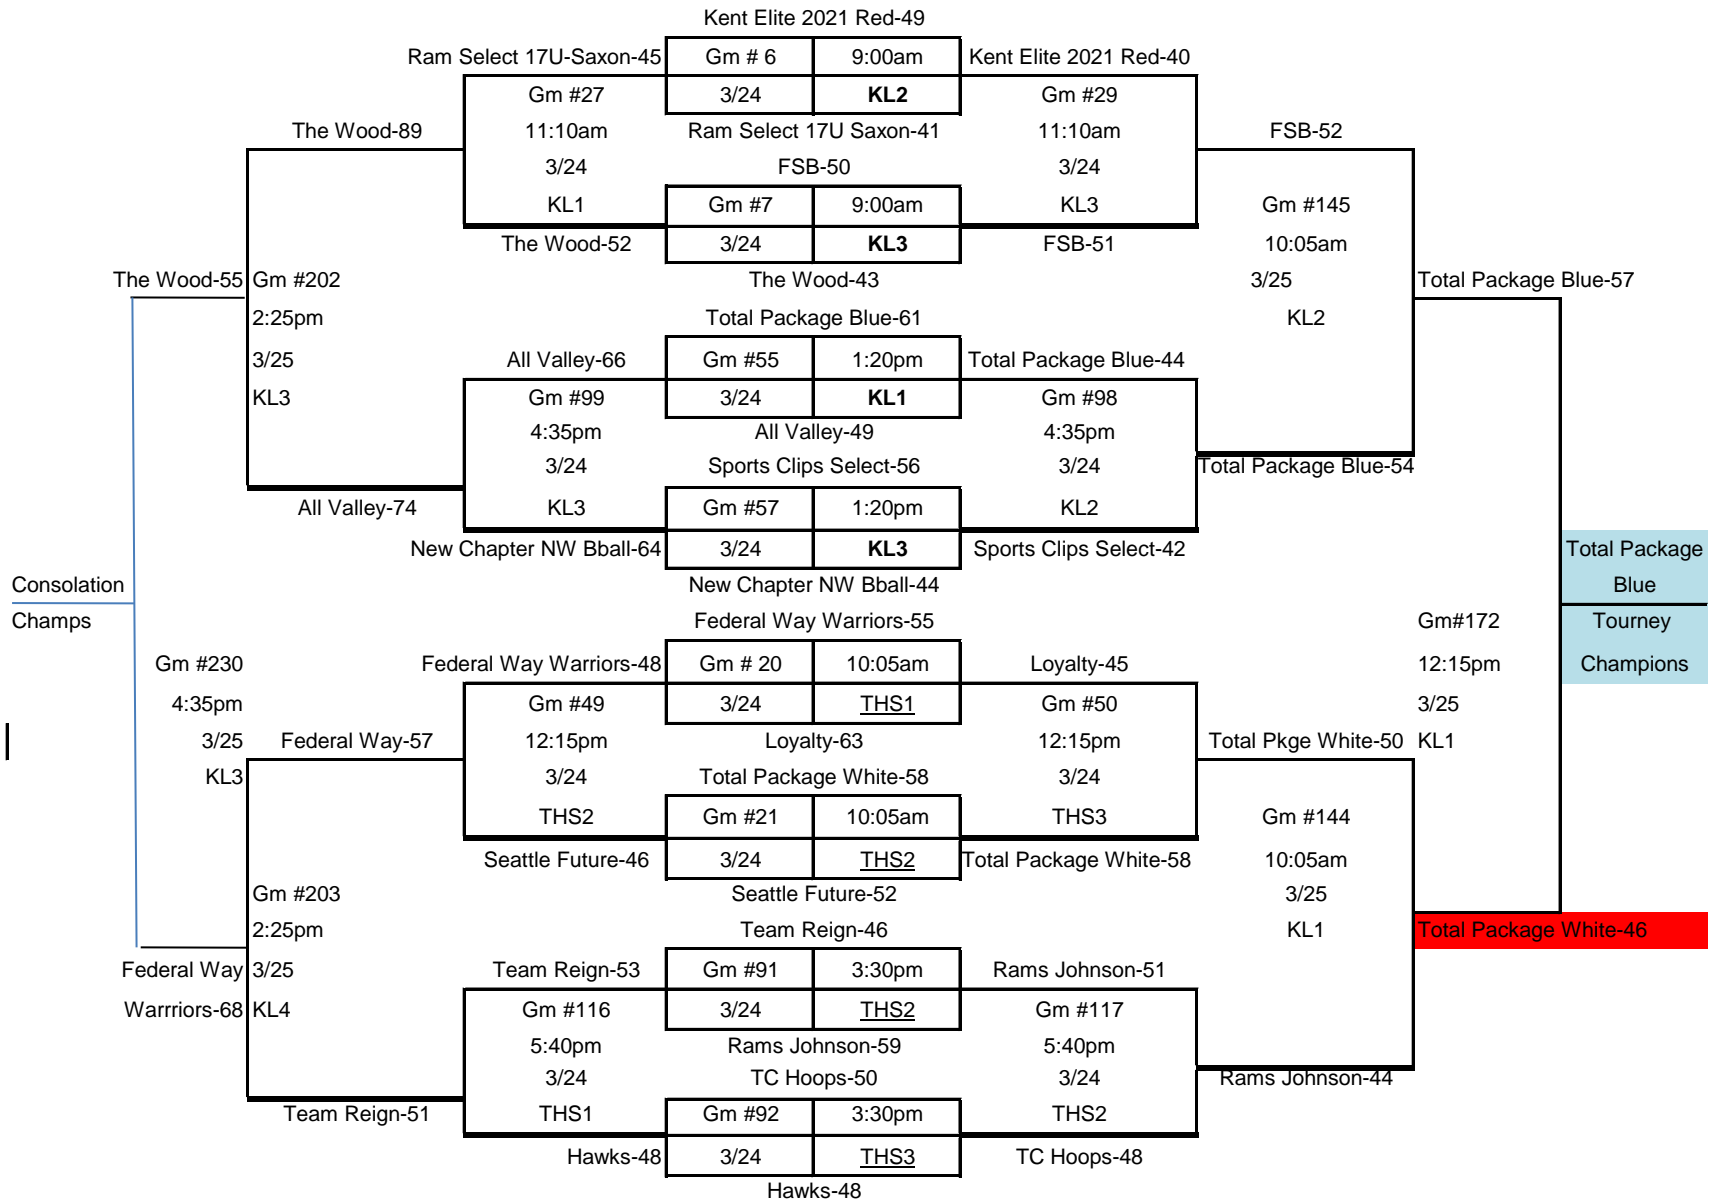 Kent Elite 2021 Red-49
Ram Select 17U-Saxon-45 Gm # 6 9:00am Kent Elite 2021 Red-40
Gm #27 3/24 KL2 Gm #29
The Wood-89 11:10am Ram Select 17U Saxon-41 11:10am FSB-52
3/24 FSB-50 3/24
KL1 Gm #7 9:00am KL3 Gm #145
The Wood-52 3/24 KL3 FSB-51 10:05am
The Wood-55 Gm #202 The Wood-43 3/25 Total Package Blue-57
2:25pm Total Package Blue-61 KL2
3/25 All Valley-66 Gm #55 1:20pm Total Package Blue-44
KL3 Gm #99 3/24 KL1 Gm #98
4:35pm All Valley-49 4:35pm
3/24 Sports Clips Select-56 3/24 Total Package Blue-54
All Valley-74 KL3 Gm #57 1:20pm KL2
New Chapter NW Bball-64 3/24 KL3 Sports Clips Select-42 Total Package
Consolation New Chapter NW Bball-44 Blue
Champs Federal Way Warriors-55 Gm#172 Tourney
Gm #230 Federal Way Warriors-48 Gm # 20 10:05am Loyalty-45 12:15pm Champions
4:35pm Gm #49 3/24 THS1 Gm #50 3/25
3/25 Federal Way-57 12:15pm Loyalty-63 12:15pm Total Pkge White-50 KL1
KL3 3/24 Total Package White-58 3/24
THS2 Gm #21 10:05am THS3 Gm #144
Seattle Future-46 3/24 THS2 Total Package White-58 10:05am
Gm #203 Seattle Future-52 3/25
2:25pm Team Reign-46 KL1 Total Package White-46
Federal Way 3/25 Team Reign-53 Gm #91 3:30pm Rams Johnson-51
Warrriors-68 KL4 Gm #116 3/24 THS2 Gm #117
5:40pm Rams Johnson-59 5:40pm
3/24 TC Hoops-50 3/24 Rams Johnson-44
Team Reign-51 THS1 Gm #92 3:30pm THS2
Hawks-48 3/24 THS3 TC Hoops-48
Hawks-48